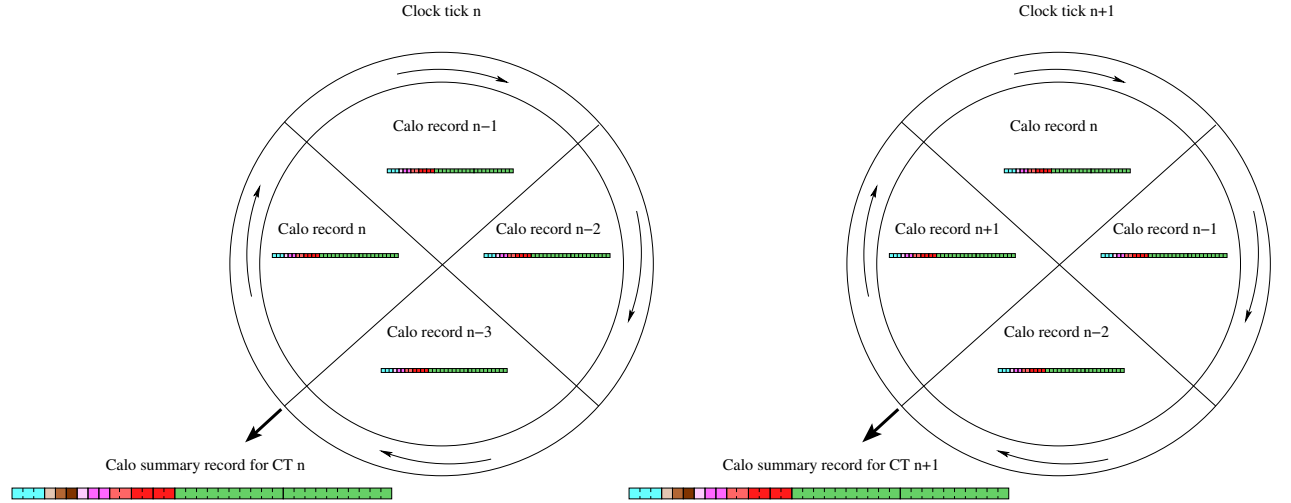 Clock tick n
Calo record n−1
Calo record n
Calo record n−2
Calo record n−3
Calo summary record for CT n
Clock tick n+1
Calo record n
Calo record n+1
Calo record n−1
Calo record n−2
Calo summary record for CT n+1